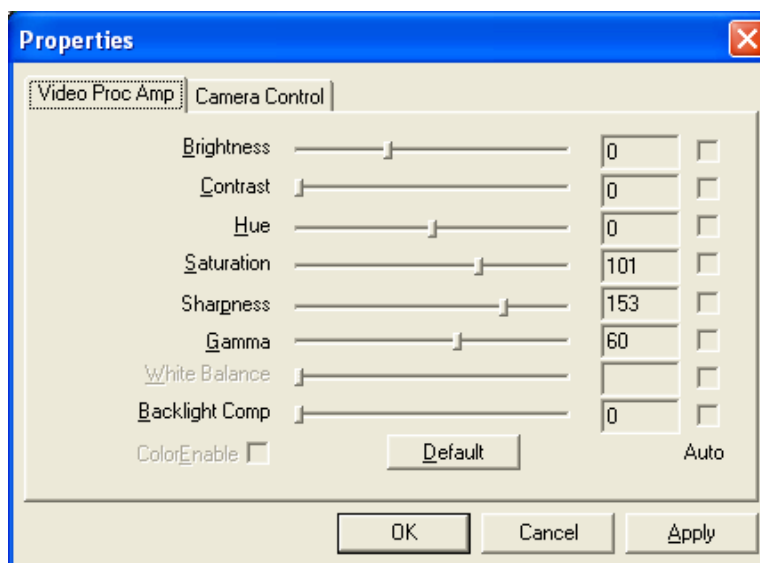 Properties
Video Proc Amp Camera Control
Brightness 0
Contrast 0
Hue 0
Saturation 101
Sharpness 153
Gamma 60
White Balance
Backlight Comp 0
ColorEnable Default Auto
OK Cancel Apply